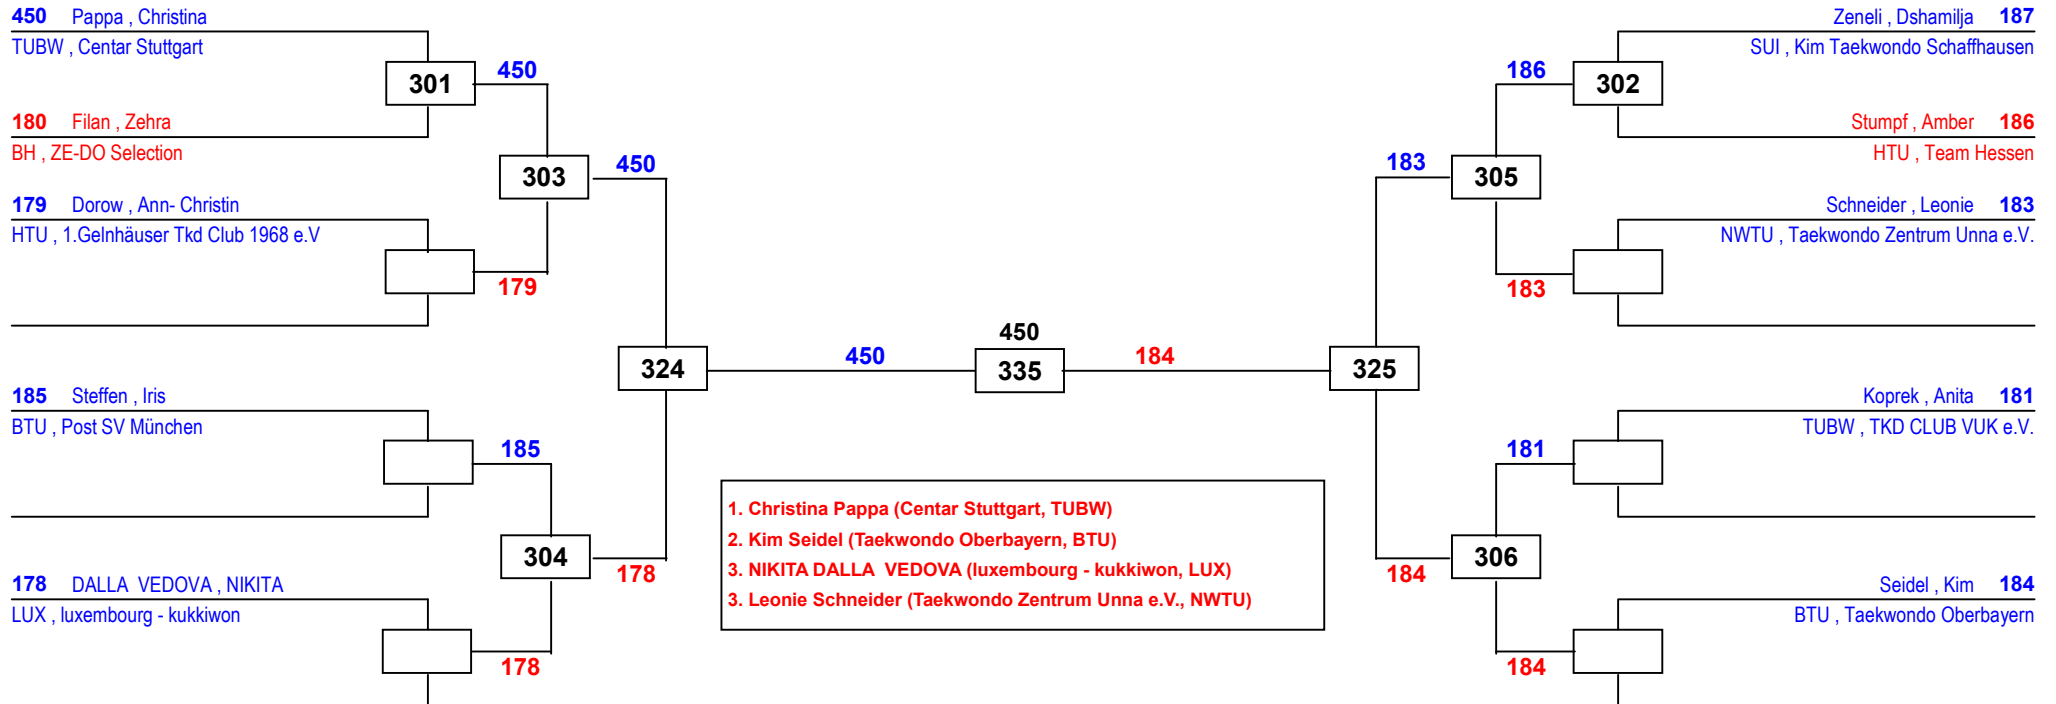 450 Pappa , Christina
TUBW , Centar Stuttgart
301
450
180 Filan , Zehra
BH , ZE-DO Selection
303
450
179 Dorow , Ann- Christin
HTU , 1.Gelnhäuser Tkd Club 1968 e.V
179
324
450
185 Steffen , Iris
BTU , Post SV München
185
304
178
178 DALLA  VEDOVA , NIKITA
LUX , luxembourg - kukkiwon
178
450
335
184
1. Christina Pappa (Centar Stuttgart, TUBW)
2. Kim Seidel (Taekwondo Oberbayern, BTU)
3. NIKITA DALLA  VEDOVA (luxembourg - kukkiwon, LUX)
3. Leonie Schneider (Taekwondo Zentrum Unna e.V., NWTU)
Zeneli , Dshamilja 187
SUI , Kim Taekwondo Schaffhausen
186
302
Stumpf , Amber 186
HTU , Team Hessen
183
305
Schneider , Leonie 183
NWTU , Taekwondo Zentrum Unna e.V.
183
325
Koprek , Anita 181
TUBW , TKD CLUB VUK e.V.
181
306
184
Seidel , Kim 184
BTU , Taekwondo Oberbayern
184